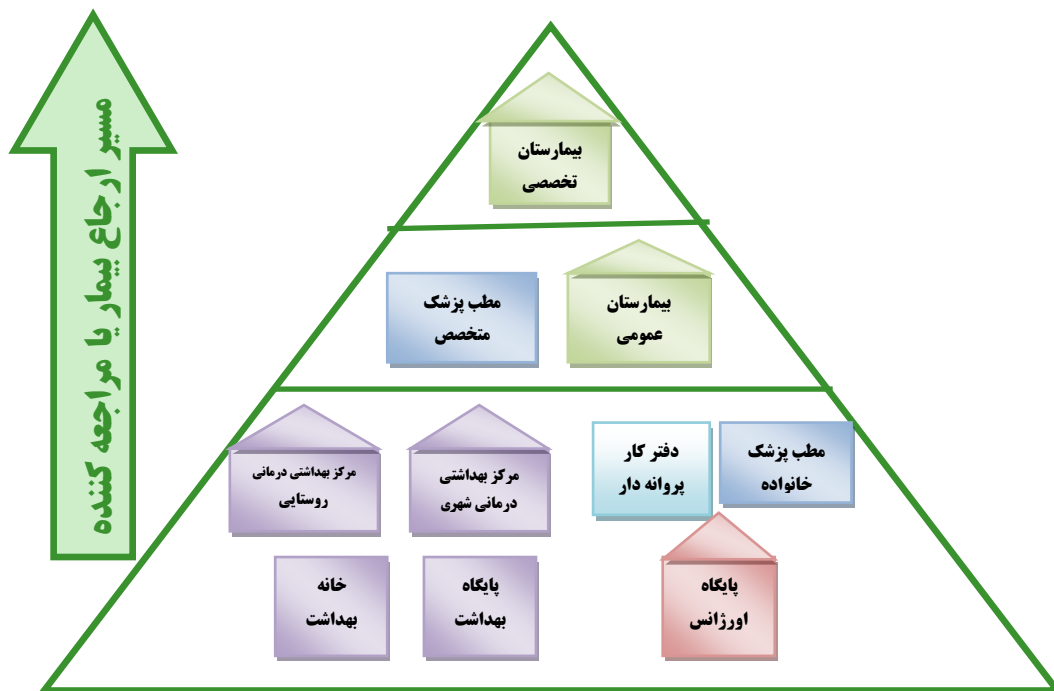 مسیر ارجاع بیمار یا مراجعه کننده
بیمارستان
تخصصی
بیمارستان
عمومی
مطب پزشک
متخصص
مطب پزشک
خانواده
دفتر کار
پروانه دار
مرکز بهداشتی
درمانی شهری
مرکز بهداشتی درمانی
روستایی
پایگاه
اورژانس
پایگاه
بهداشت
خانه
بهداشت